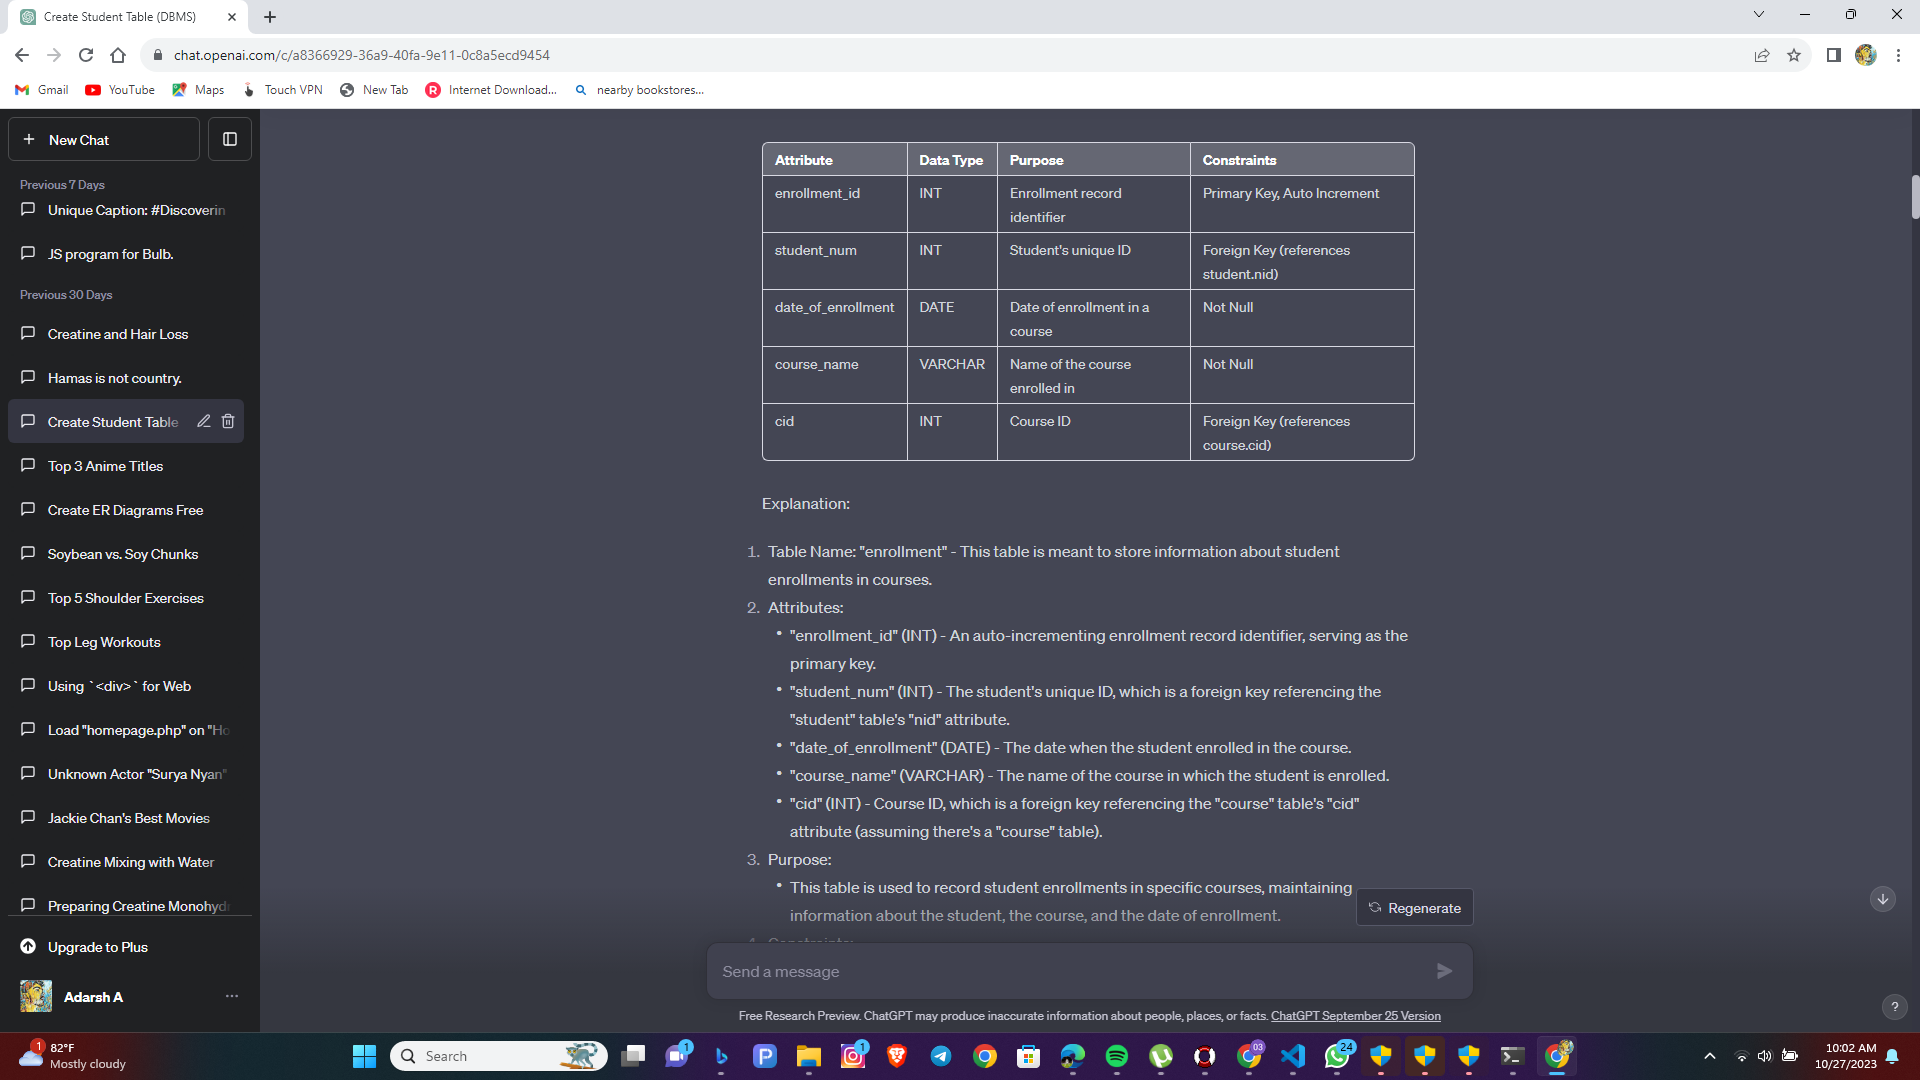 Create Student Table (DBMS)
chat.openai.com/c/a8366929-36a9-40fa-9e11-0c8a5ecd9454
Gmail YouTube Maps Touch VPN New Tab Internet Download... nearby bookstores...
New Chat
Previous 7 Days
Unique Caption: #Discoverin
JS program for Bulb.
Previous 30 Days
Creatine and Hair Loss
Hamas is not country.
Create Student Table
Top 3 Anime Titles
Create ER Diagrams Free
Soybean vs. Soy Chunks
Top 5 Shoulder Exercises
Top Leg Workouts
Using `<div>` for Web
Load "homepage.php" on "Ho
Unknown Actor "Surya Nyan"
Jackie Chan's Best Movies
Creatine Mixing with Water
Preparing Creatine Monohyd
Upgrade to Plus
Adarsh A
Attribute Data Type Purpose Constraints
enrollment_id INT Enrollment record identifier Primary Key, Auto Increment
student_num INT Student's unique ID Foreign Key (references student.nid)
date_of_enrollment DATE Date of enrollment in a course Not Null
course_name VARCHAR Name of the course enrolled in Not Null
cid INT Course ID Foreign Key (references course.cid)
Explanation:
1. Table Name: "enrollment" - This table is meant to store information about student
enrollments in courses.
2. Attributes:
• "enrollment_id" (INT) - An auto-incrementing enrollment record identifier, serving as the
primary key.
• "student_num" (INT) - The student's unique ID, which is a foreign key referencing the
"student" table's "nid" attribute.
• "date_of_enrollment" (DATE) - The date when the student enrolled in the course.
• "course_name" (VARCHAR) - The name of the course in which the student is enrolled.
• "cid" (INT) - Course ID, which is a foreign key referencing the "course" table's "cid"
attribute (assuming there's a "course" table).
3. Purpose:
• This table is used to record student enrollments in specific courses, maintaining
information about the student, the course, and the date of enrollment.
4. Constraints:
Regenerate
Send a message
Free Research Preview. ChatGPT may produce inaccurate information about people, places, or facts. ChatGPT September 25 Version
?
1
82°F
Mostly cloudy
Search
1
1
03
24
10:02 AM
10/27/2023